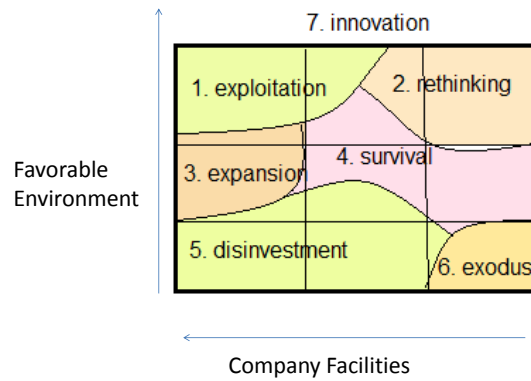 7. innovation
1. exploitation
2. rethinking
3. expansion
4. survival
5. disinvestment
6. exodus
Favorable
Environment
Company Facilities